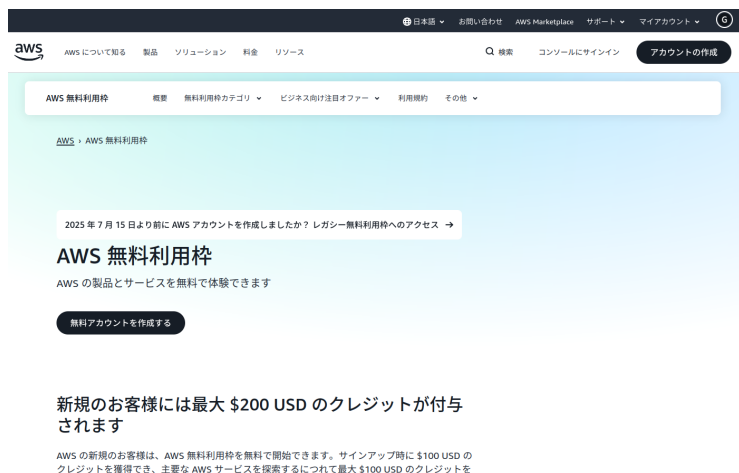 日本語 お問い合わせ AWS Marketplace サポート マイアカウント G
aws AWS について知る 製品 ソリューション 料金 リソース 検索 コンソールにサインイン アカウントの作成
AWS 無料利用枠 概要 無料利用枠カテゴリ ビジネス向け注目オファー 利用規約 その他
AWS › AWS 無料利用枠
2025 年 7 月 15 日より前に AWS アカウントを作成しましたか？ レガシー無料利用枠へのアクセス →
AWS 無料利用枠
AWS の製品とサービスを無料で体験できます
無料アカウントを作成する
新規のお客様には最大 $200 USD のクレジットが付与
されます
AWS の新規のお客様は、AWS 無料利用枠を無料で開始できます。サインアップ時に $100 USD の
クレジットを獲得でき、主要な AWS サービスを探索するにつれて最大 $100 USD のクレジットを